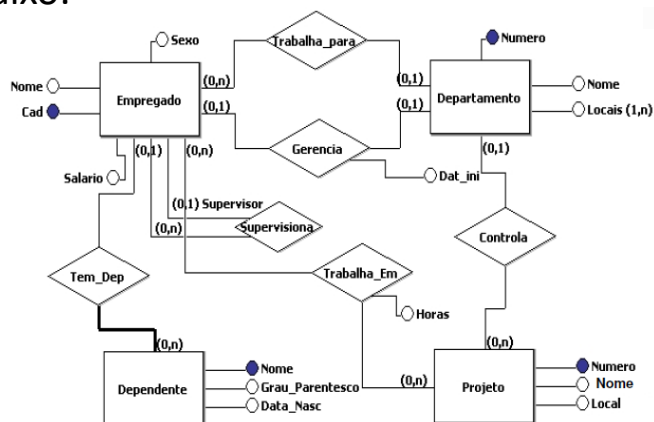 Sexo
Nome
Cad
Empregado
Salario
(0,n)
(0,1)
(0,1)
(0,n)
Trabalha_para
(0,1)
(0,1)
Gerencia
Dat_ini
Numero
Departamento
Nome
Locais (1,n)
(0,1)
(0,1) Supervisor
(0,n)
Supervisiona
Controla
Tem_Dep
Trabalha_Em
Horas
(0,n)
Dependente
Nome
Grau_Parentesco
Data_Nasc
(0,n)
(0,n)
Projeto
Numero
Nome
Local